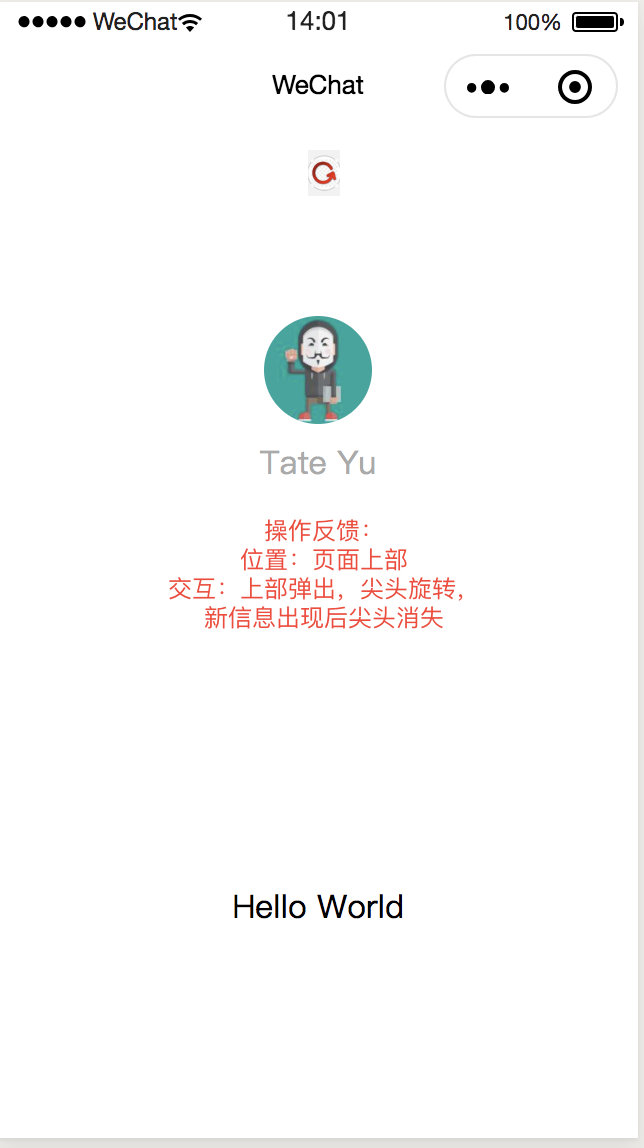 WeChat 14:01 100%
WeChat
Tate Yu
操作反馈：
位置：页面上部
交互：上部弹出，尖头旋转，
新信息出现后尖头消失
Hello World